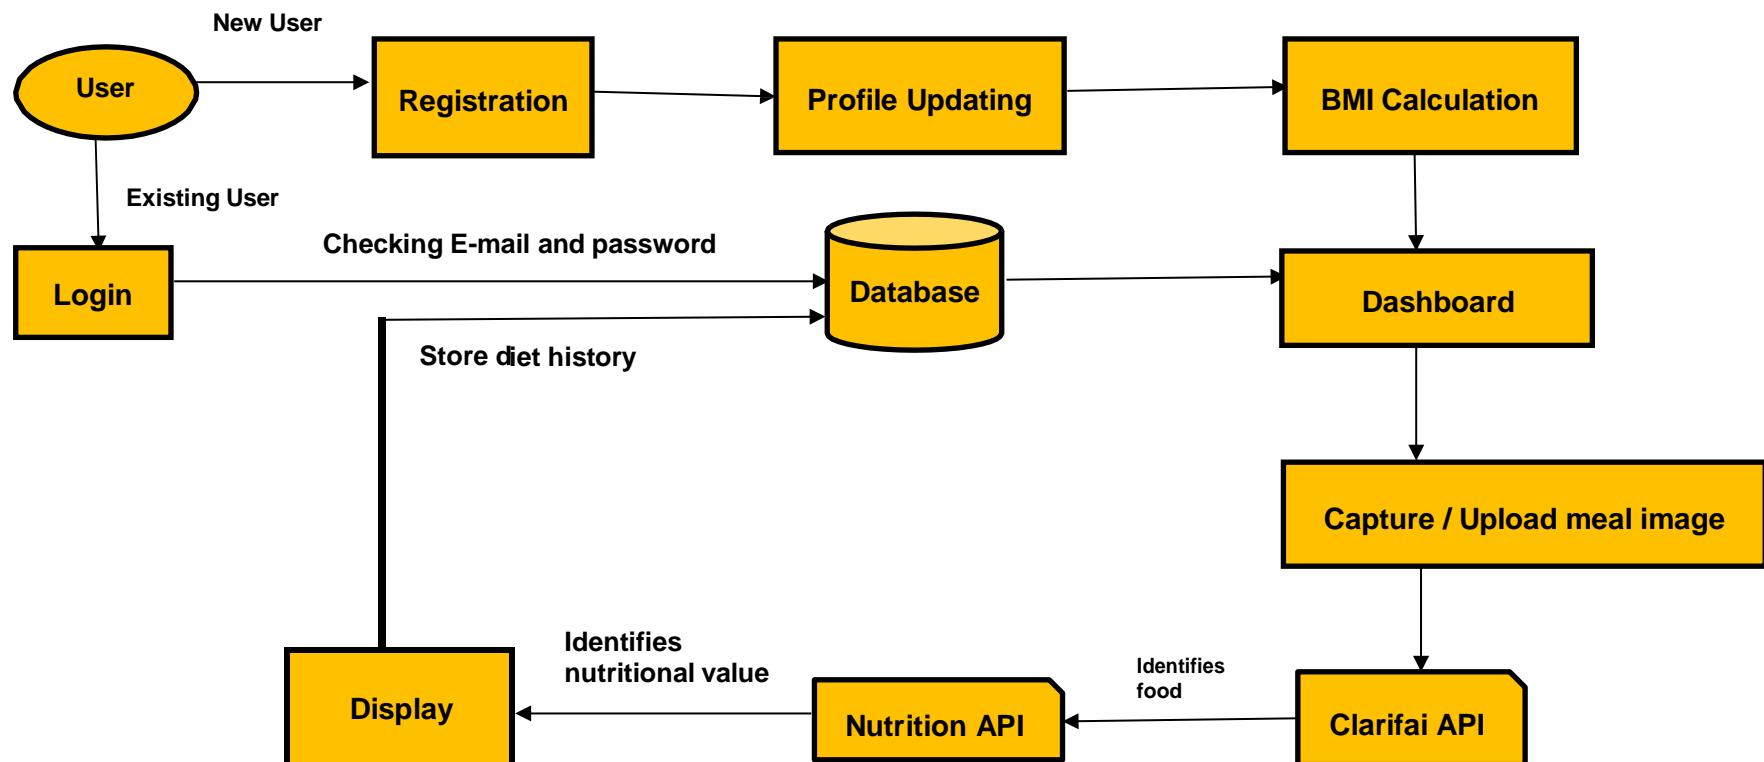 New User
User
Registration
Profile Updating
BMI Calculation
Existing User
Checking E-mail and password
Login
Database
Dashboard
Store diet history
Capture / Upload meal image
Identifies
nutritional value
Identifies
food
Display
Nutrition API
Clarifai API